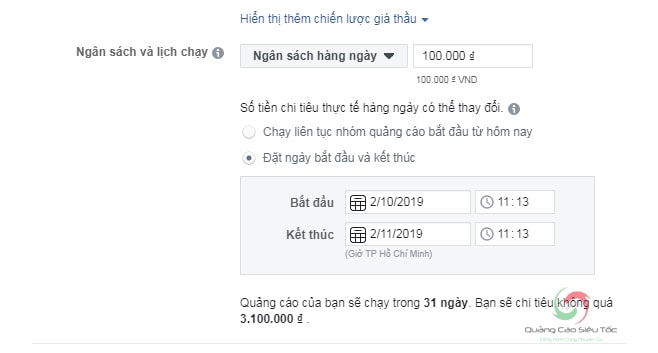 Hiển thị thêm chiến lược giá thầu
Ngân sách và lịch chạy
Ngân sách hàng ngày
100.000 ₫
100.000 ₫ VND
Số tiền chi tiêu thực tế hàng ngày có thể thay đổi.
Chạy liên tục nhóm quảng cáo bắt đầu từ hôm nay
Đặt ngày bắt đầu và kết thúc
Bắt đầu 2/10/2019 11:13
Kết thúc 2/11/2019 11:13
(Giờ TP Hồ Chí Minh)
Quảng cáo của bạn sẽ chạy trong 31 ngày. Bạn sẽ chi tiêu không quá
3.100.000 ₫ .
Quảng Cáo Siêu Tốc